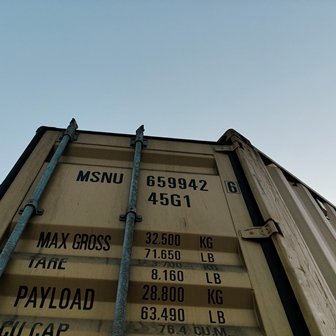 MSNU 659942 6
45G1
MAX GROSS 32.500 KG
71.650 LB
TARE
8.160 LB
PAYLOAD 28.800 KG
63.490 LB
CU CAP 76.4 CU.M